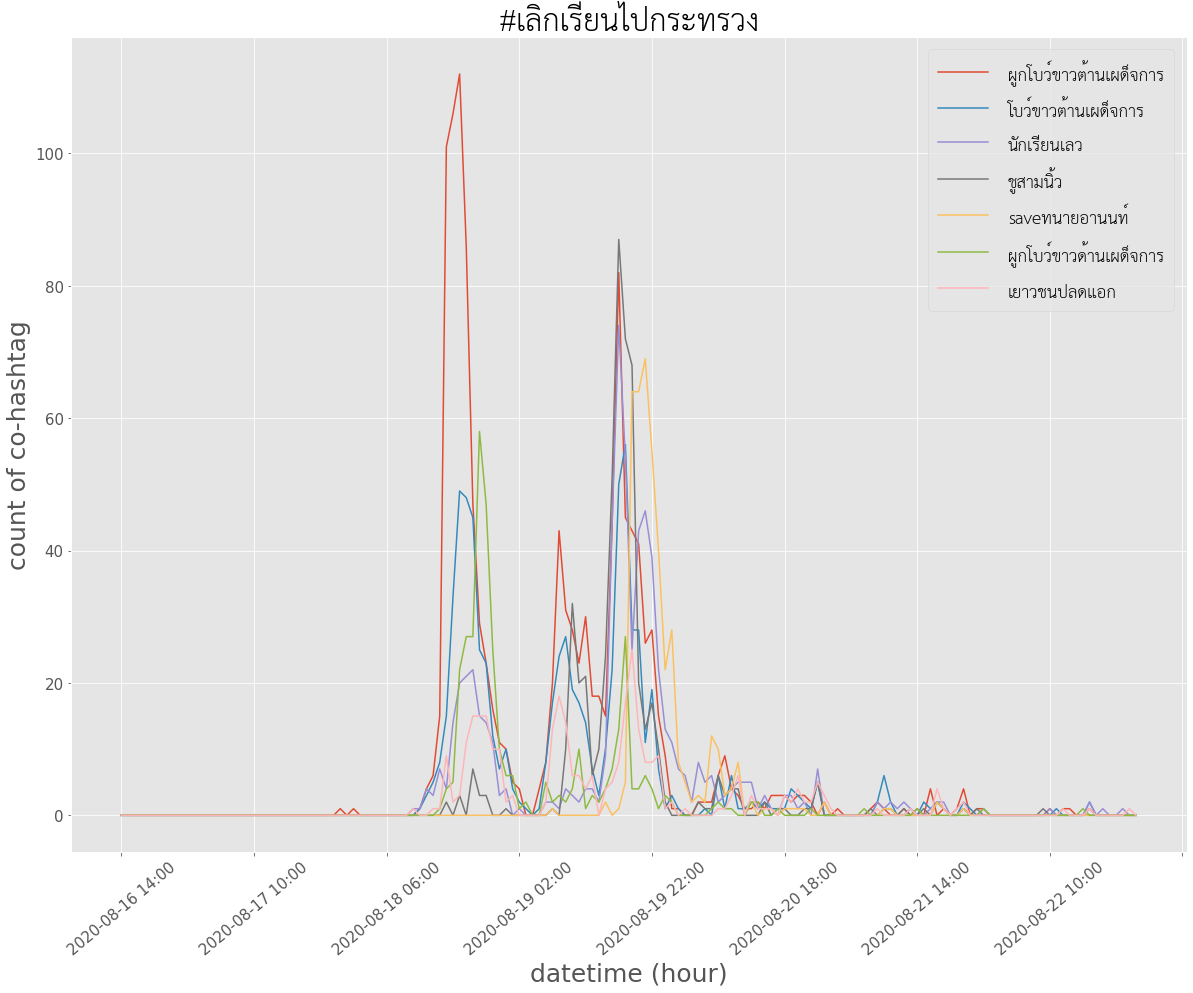 #เลิกเรียนไปกระทรวง
ผูกโบว์ขาวต้านเผด็จการ
โบว์ขาวต้านเผด็จการ
นักเรียนเลว
ชูสามนิ้ว
saveทนายอานนท์
ผูกโบว์ขาวด้านเผด็จการ
เยาวชนปลดแอก
count of co-hashtag
100
80
60
40
20
0
2020-08-16 14:00
2020-08-17 10:00
2020-08-18 06:00
2020-08-19 02:00
2020-08-19 22:00
2020-08-20 18:00
2020-08-21 14:00
2020-08-22 10:00
datetime (hour)